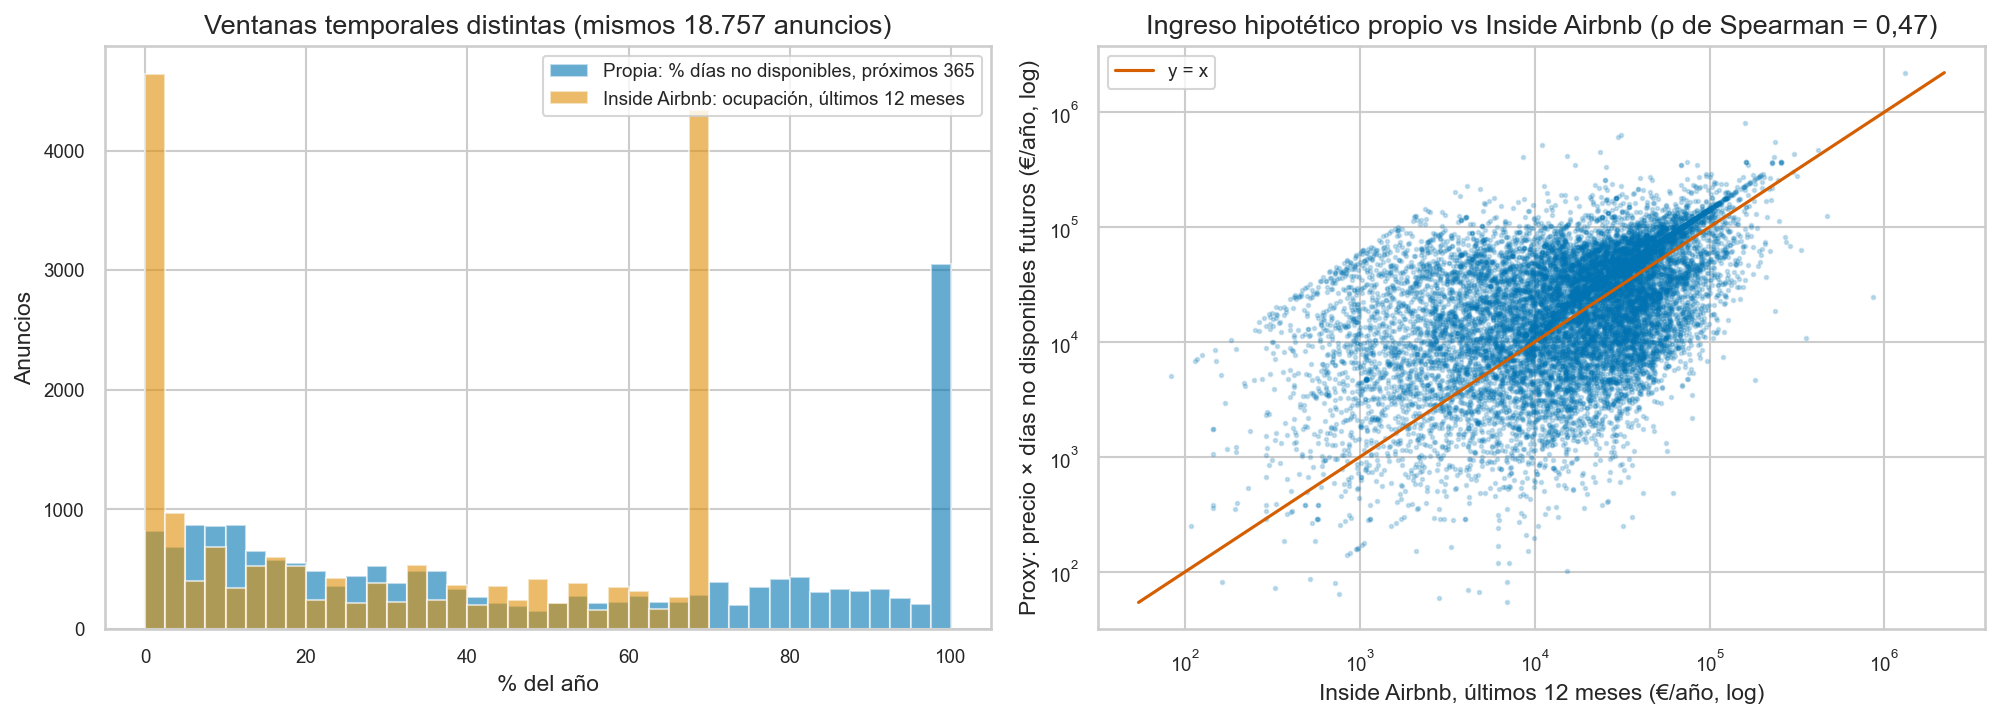 Ventanas temporales distintas (mismos 18.757 anuncios)
Propia: % días no disponibles, próximos 365
Inside Airbnb: ocupación, últimos 12 meses
Anuncios
4000
3000
2000
1000
0
0 20 40 60 80 100
% del año
Ingreso hipotético propio vs Inside Airbnb (ρ de Spearman = 0,47)
y = x
Proxy: precio × días no disponibles futuros (€/año, log)
10⁶
10⁵
10⁴
10³
10²
10² 10³ 10⁴ 10⁵ 10⁶
Inside Airbnb, últimos 12 meses (€/año, log)